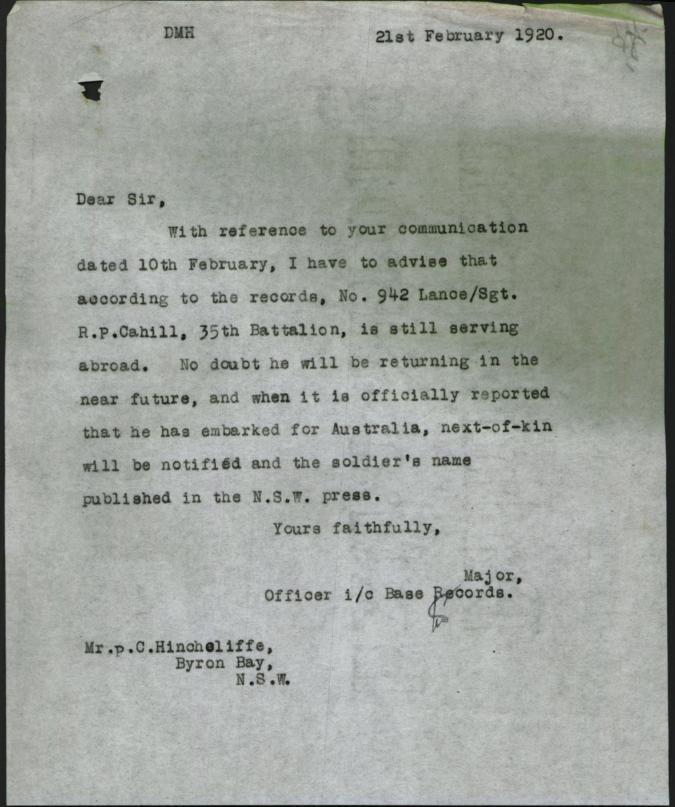 DMH 21st February 1920.
Dear Sir,
With reference to your communication
dated 10th February, I have to advise that
according to the records, No. 942 Lance/Sgt.
R.P.Cahill, 35th Battalion, is still serving
abroad. No doubt he will be returning in the
near future, and when it is officially reported
that he has embarked for Australia, next-of-kin
will be notified and the soldier's name
published in the N.S.W. press.
Yours faithfully,
Major,
Officer i/c Base Records.
Mr.p.C.Hincheliffe,
Byron Bay,
N.S.W.